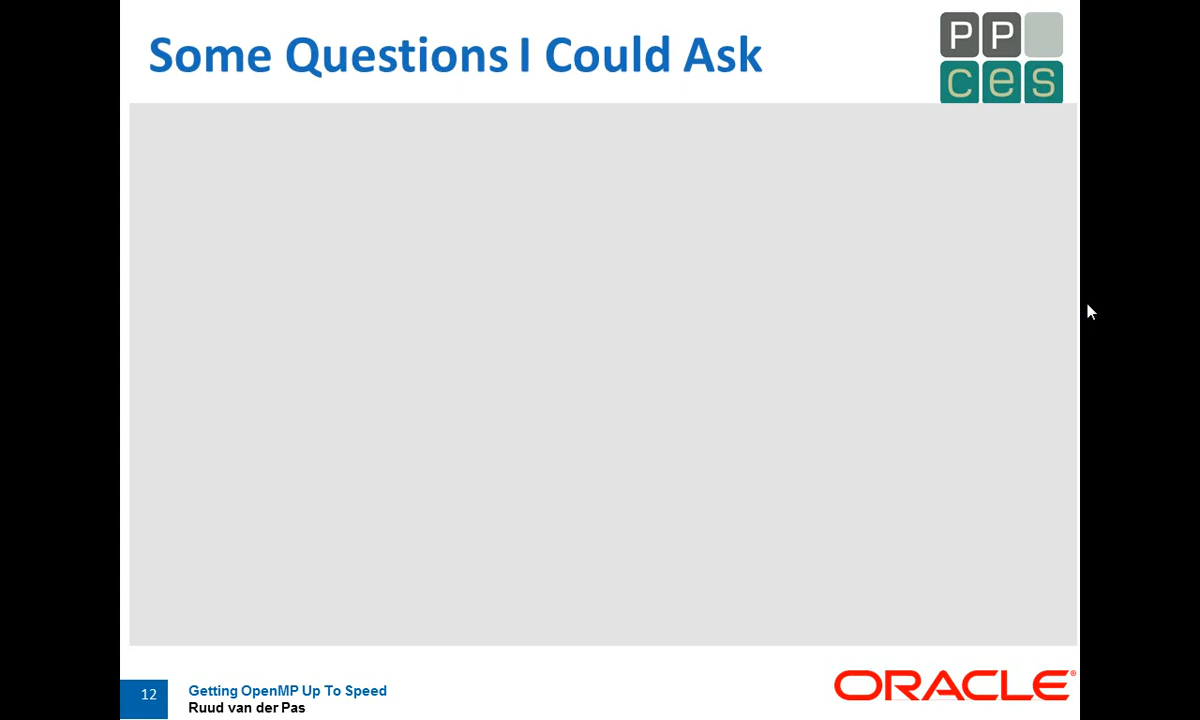 Some Questions I Could Ask
PP
ces
12
Getting OpenMP Up To Speed
Ruud van der Pas
ORACLE®